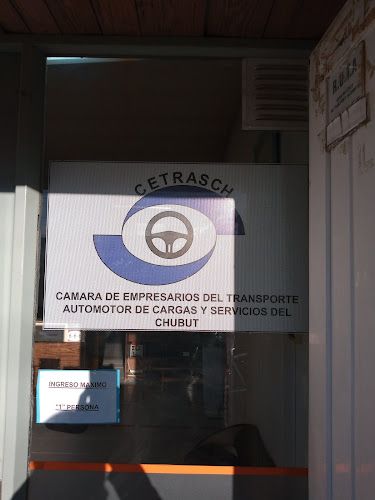 R.U.T.A
CETRASCH
CAMARA DE EMPRESARIOS DEL TRANSPORTE
AUTOMOTOR DE CARGAS Y SERVICIOS DEL
CHUBUT
INGRESO MAXIMO
"1" PERSONA